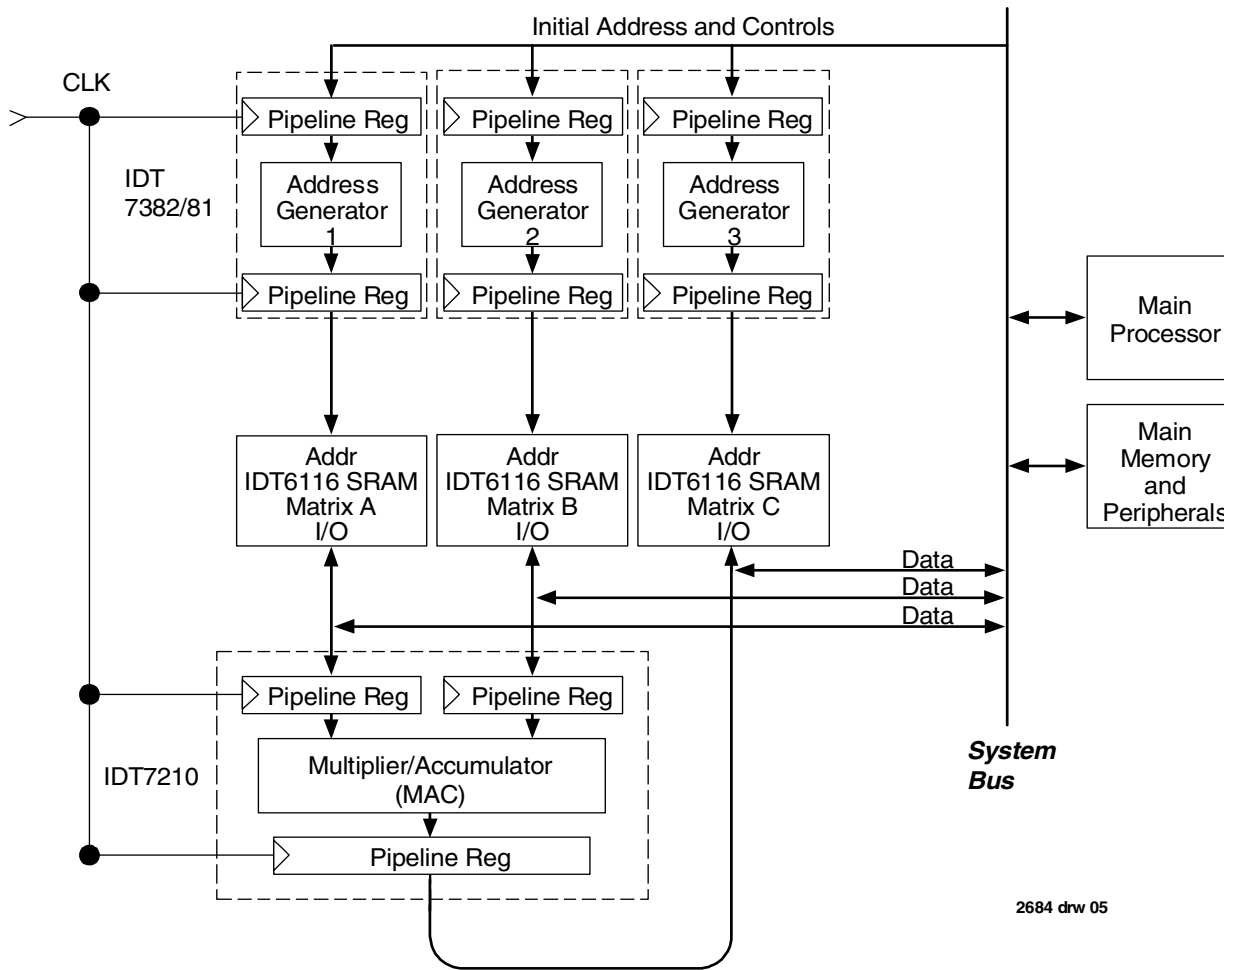 Initial Address and Controls
CLK
Pipeline Reg
Pipeline Reg
Pipeline Reg
IDT
7382/81
Address
Generator
1
Address
Generator
2
Address
Generator
3
Pipeline Reg
Pipeline Reg
Pipeline Reg
Main
Processor
Addr
IDT6116 SRAM
Matrix A
I/O
Addr
IDT6116 SRAM
Matrix B
I/O
Addr
IDT6116 SRAM
Matrix C
I/O
Main
Memory
and
Peripherals
Data
Data
Data
Pipeline Reg
Pipeline Reg
IDT7210
Multiplier/Accumulator
(MAC)
Pipeline Reg
System
Bus
2684 drw 05